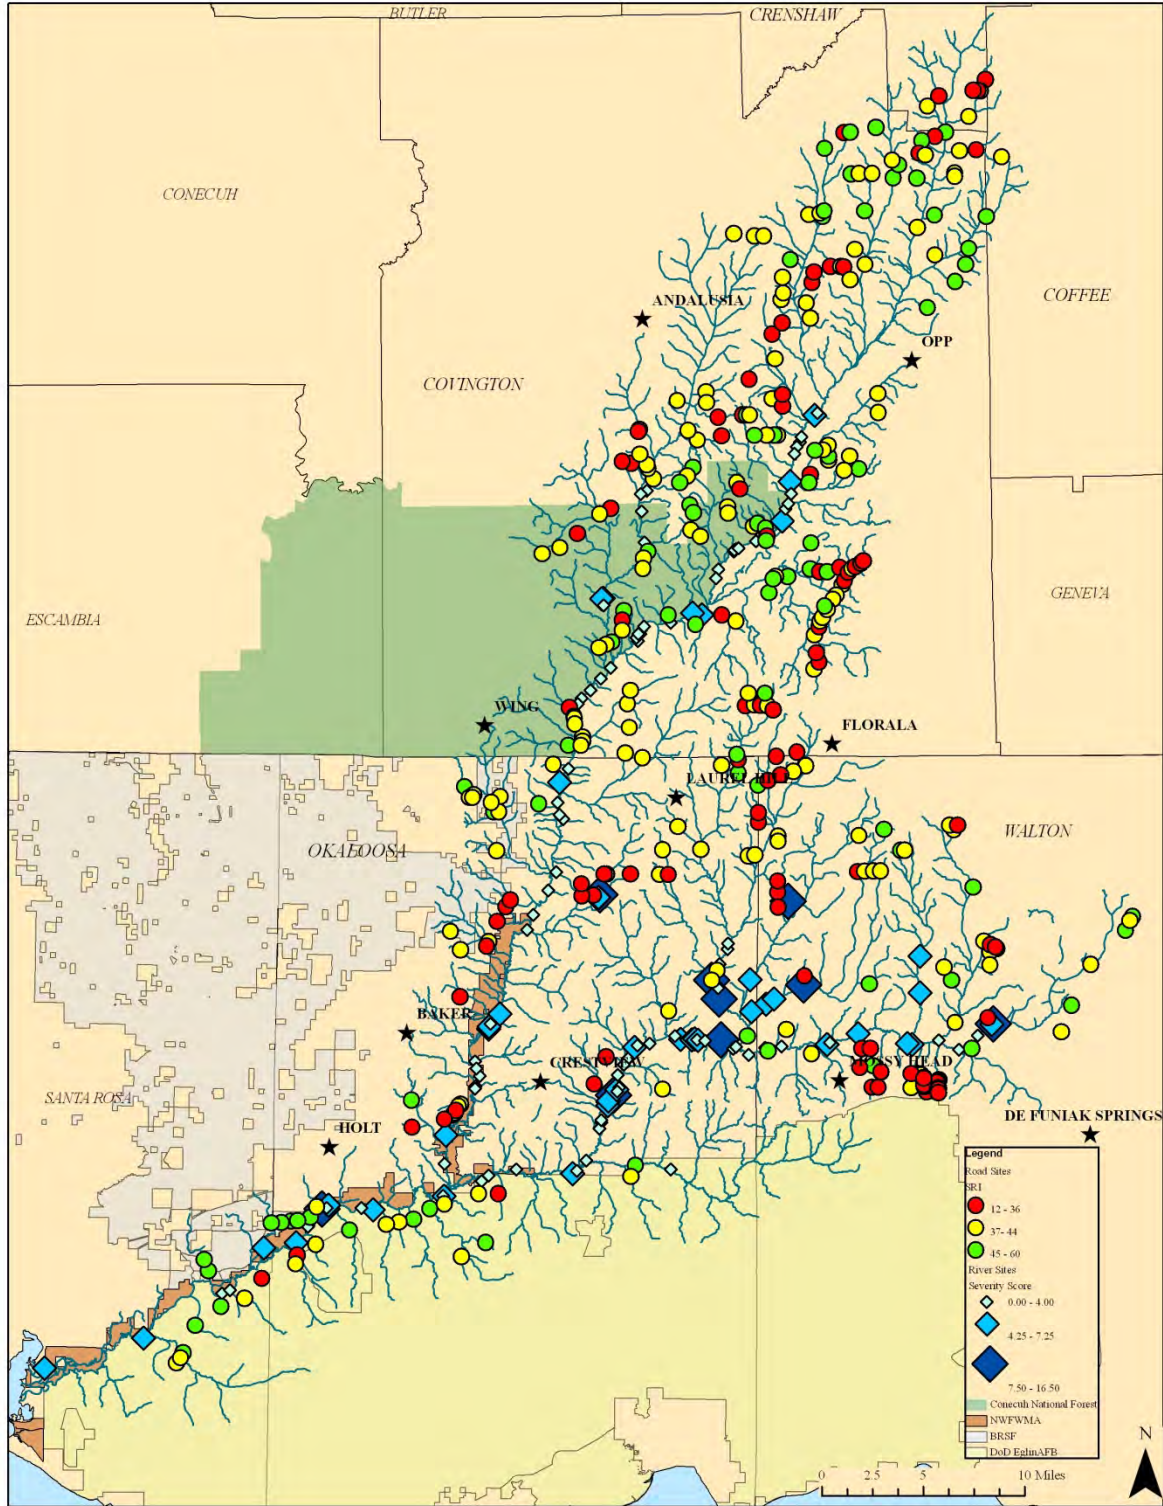 BUTLER
CRENSHAW
CONECUH
COFFEE
ANDALUSIA
OPP
COVINGTON
ESCAMBIA
GENEVA
WING
FLORALA
LAUREL HILL
OKALOOSA
WALTON
BAKER
CRESTVIEW
MOSSY HEAD
SANTA ROSA
HOLT
DE FUNIAK SPRINGS
Legend
Road Sites
SRI
12 - 36
37- 44
45 - 60
River Sites
Severity Score
0.00 - 4.00
4.25 - 7.25
7.50 - 16.50
Conecuh National Forest
NWFWMA
BRSF
DoD EglinAFB
N
0 2.5 5 10 Miles